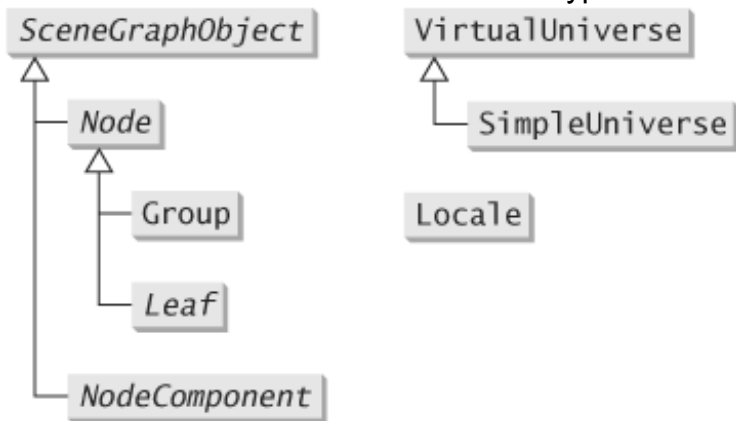 SceneGraphObject
VirtualUniverse
Node
SimpleUniverse
Group
Locale
Leaf
NodeComponent